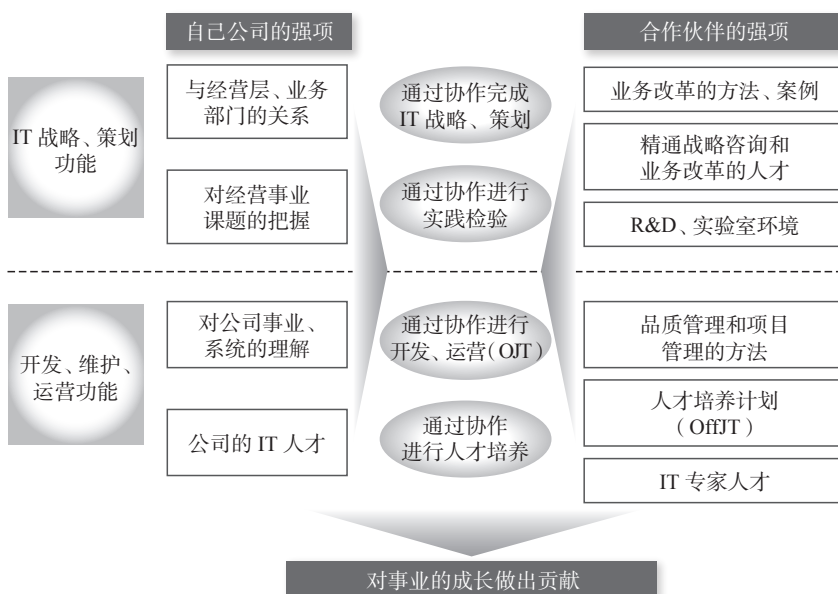 自己公司的强项
合作伙伴的强项
IT 战略、策划
功能
与经营层、业务
部门的关系
对经营事业
课题的把握
通过协作完成
IT 战略、策划
通过协作进行
实践检验
业务改革的方法、案例
精通战略咨询和
业务改革的人才
R&D、实验室环境
开发、维护、
运营功能
对公司事业、
系统的理解
公司的 IT 人才
通过协作进行
开发、运营(OJT)
通过协作
进行人才培养
品质管理和项目
管理的方法
人才培养计划
(OffJT)
IT 专家人才
对事业的成长做出贡献